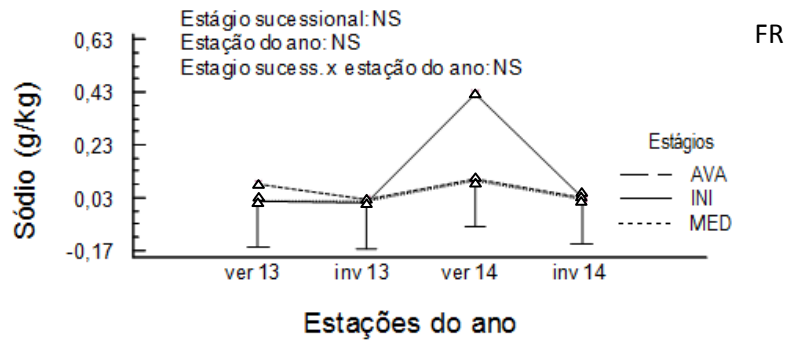 Estágio sucessional: NS
Estação do ano: NS
Estagio sucess. x estação do ano: NS
FR
0,63
0,43
0,23
0,03
-0,17
Sódio (g/kg)
Estágios
AVA
INI
MED
ver 13
inv 13
ver 14
inv 14
Estações do ano